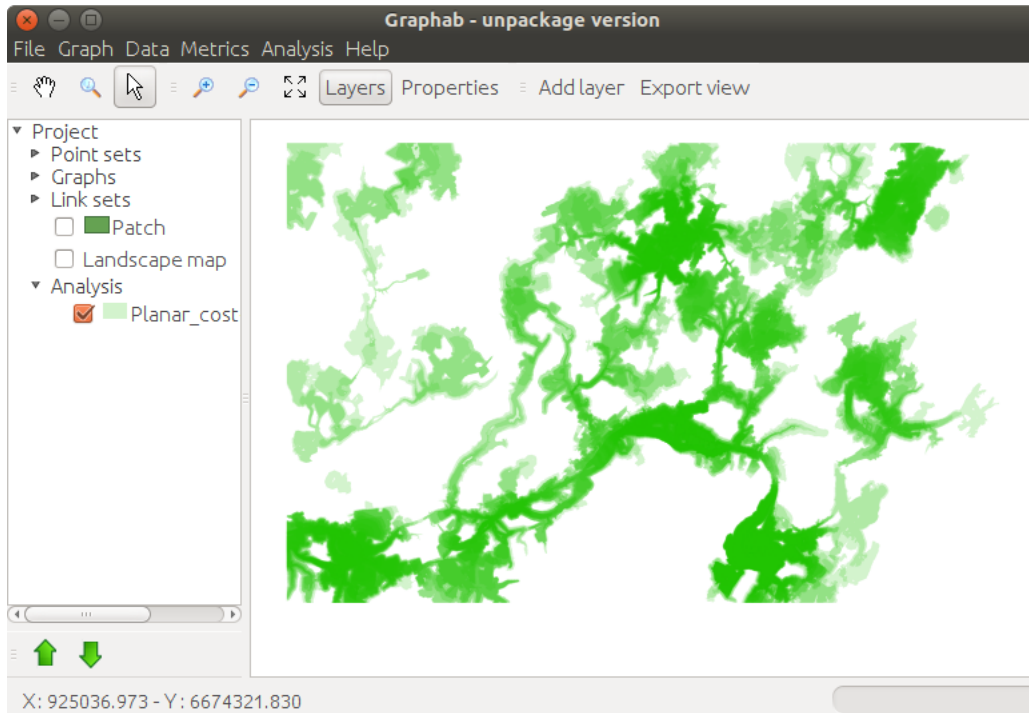 Graphab - unpackage version
File Graph Data Metrics Analysis Help
Layers Properties Add layer Export view
Project
Point sets
Graphs
Link sets
Patch
Landscape map
Analysis
Planar_cost
X: 925036.973 - Y : 6674321.830